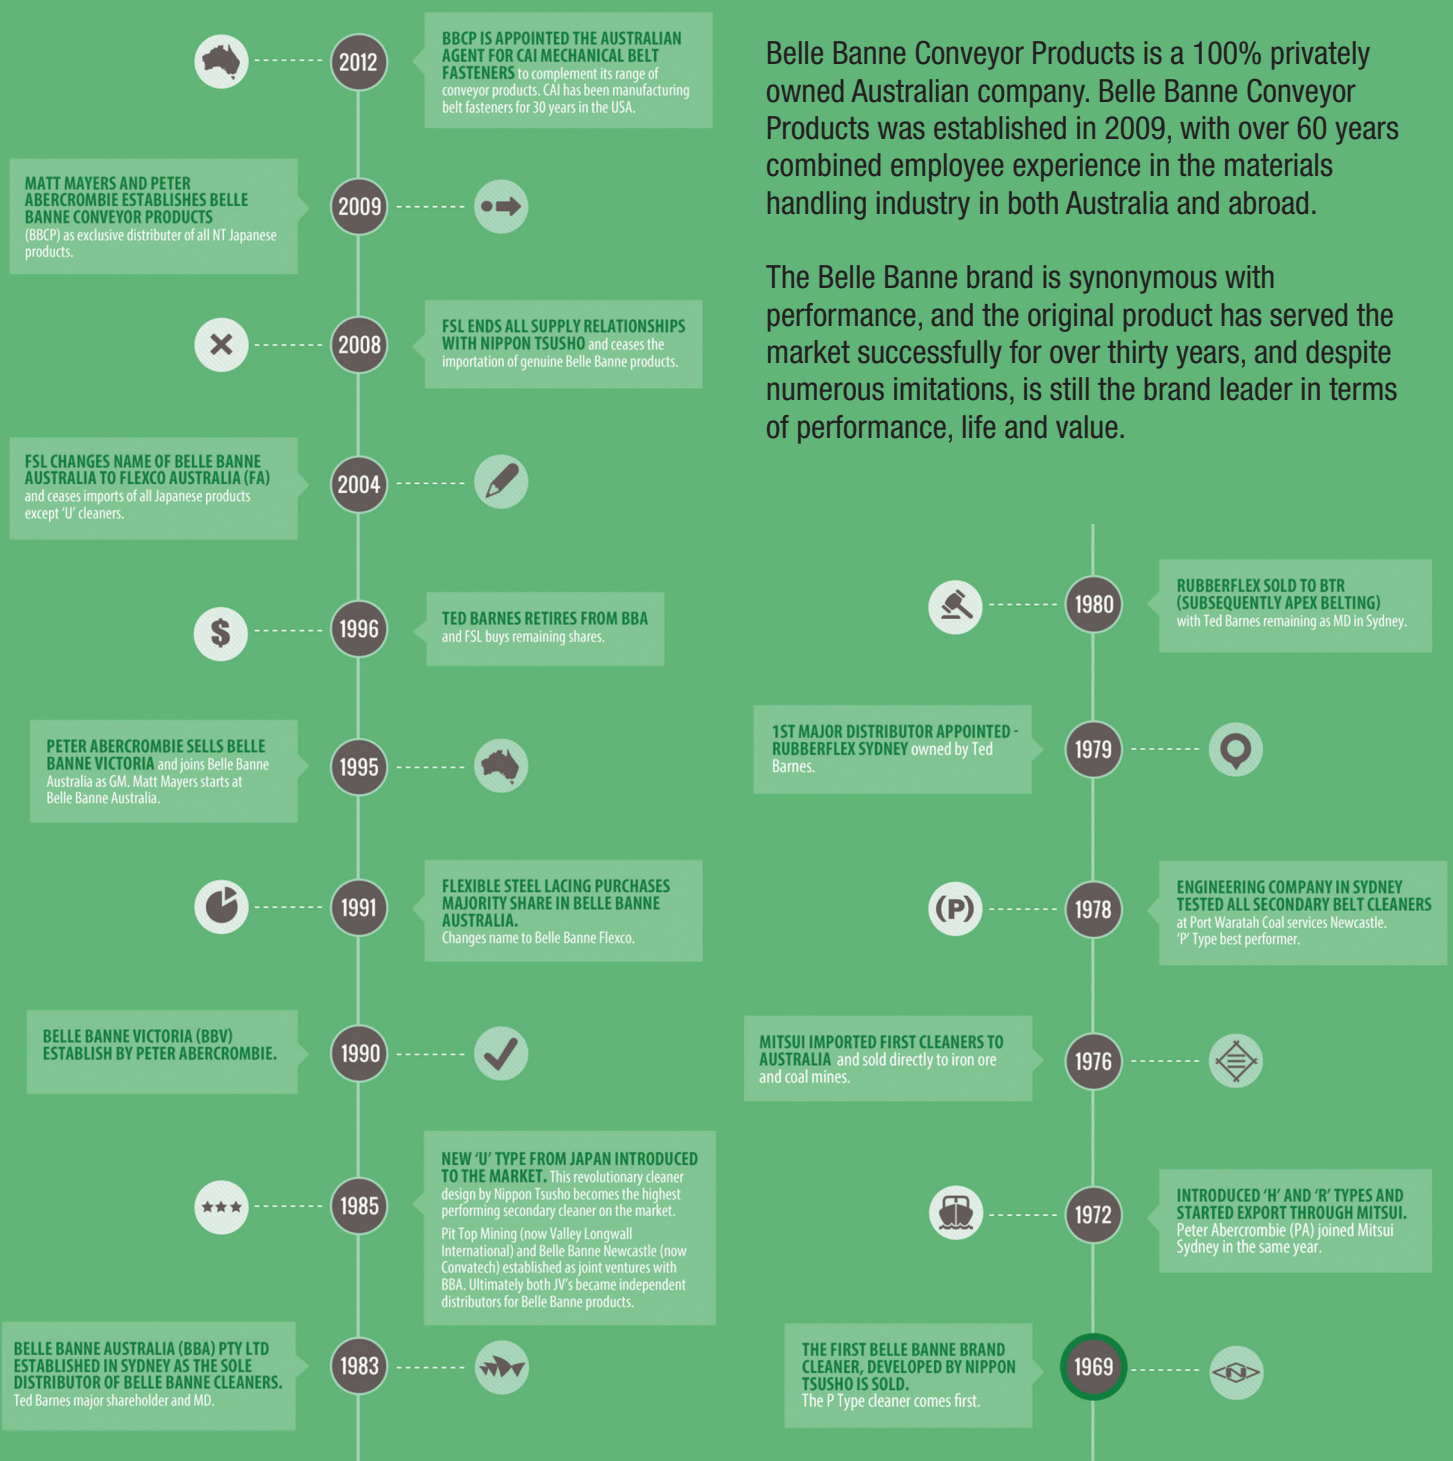 2012
BBCP IS APPOINTED THE AUSTRALIAN
AGENT FOR CAI MECHANICAL BELT
FASTENERS to complement its range of
conveyor products. CAI has been manufacturing
belt fasteners for 30 years in the USA.
MATT MAYERS AND PETER
ABERCROMBIE ESTABLISHES BELLE
BANNE CONVEYOR PRODUCTS
(BBCP) as exclusive distributer of all NT Japanese
products.
2009
2008
FSL ENDS ALL SUPPLY RELATIONSHIPS
WITH NIPPON TSUSHO and ceases the
importation of genuine Belle Banne products.
FSL CHANGES NAME OF BELLE BANNE
AUSTRALIA TO FLEXCO AUSTRALIA (FA)
and ceases imports of all Japanese products
except ‘U’ cleaners.
2004
$
1996
TED BARNES RETIRES FROM BBA
and FSL buys remaining shares.
PETER ABERCROMBIE SELLS BELLE
BANNE VICTORIA and joins Belle Banne
Australia as GM. Matt Mayers starts at
Belle Banne Australia.
1995
1991
FLEXIBLE STEEL LACING PURCHASES
MAJORITY SHARE IN BELLE BANNE
AUSTRALIA.
Changes name to Belle Banne Flexco.
BELLE BANNE VICTORIA (BBV)
ESTABLISH BY PETER ABERCROMBIE.
1990
1985
NEW ‘U’ TYPE FROM JAPAN INTRODUCED
TO THE MARKET. This revolutionary cleaner
design by Nippon Tsusho becomes the highest
performing secondary cleaner on the market.
Pit Top Mining (now Valley Longwall
International) and Belle Banne Newcastle (now
Convatech) established as joint ventures with
BBA. Ultimately both JV's became independent
distributors for Belle Banne products.
BELLE BANNE AUSTRALIA (BBA) PTY LTD
ESTABLISHED IN SYDNEY AS THE SOLE
DISTRIBUTOR OF BELLE BANNE CLEANERS.
Ted Barnes major shareholder and MD.
1983
Belle Banne Conveyor Products is a 100% privately
owned Australian company. Belle Banne Conveyor
Products was established in 2009, with over 60 years
combined employee experience in the materials
handling industry in both Australia and abroad.
The Belle Banne brand is synonymous with
performance, and the original product has served the
market successfully for over thirty years, and despite
numerous imitations, is still the brand leader in terms
of performance, life and value.
1980
RUBBERFLEX SOLD TO BTR
(SUBSEQUENTLY APEX BELTING)
with Ted Barnes remaining as MD in Sydney.
1ST MAJOR DISTRIBUTOR APPOINTED -
RUBBERFLEX SYDNEY owned by Ted
Barnes.
1979
(P)
1978
ENGINEERING COMPANY IN SYDNEY
TESTED ALL SECONDARY BELT CLEANERS
at Port Waratah Coal services Newcastle.
‘P’ Type best performer.
MITSUI IMPORTED FIRST CLEANERS TO
AUSTRALIA and sold directly to iron ore
and coal mines.
1976
1972
INTRODUCED ‘H’ AND ‘R’ TYPES AND
STARTED EXPORT THROUGH MITSUI.
Peter Abercrombie (PA) joined Mitsui
Sydney in the same year.
THE FIRST BELLE BANNE BRAND
CLEANER, DEVELOPED BY NIPPON
TSUSHO IS SOLD.
The P Type cleaner comes first.
1969
N